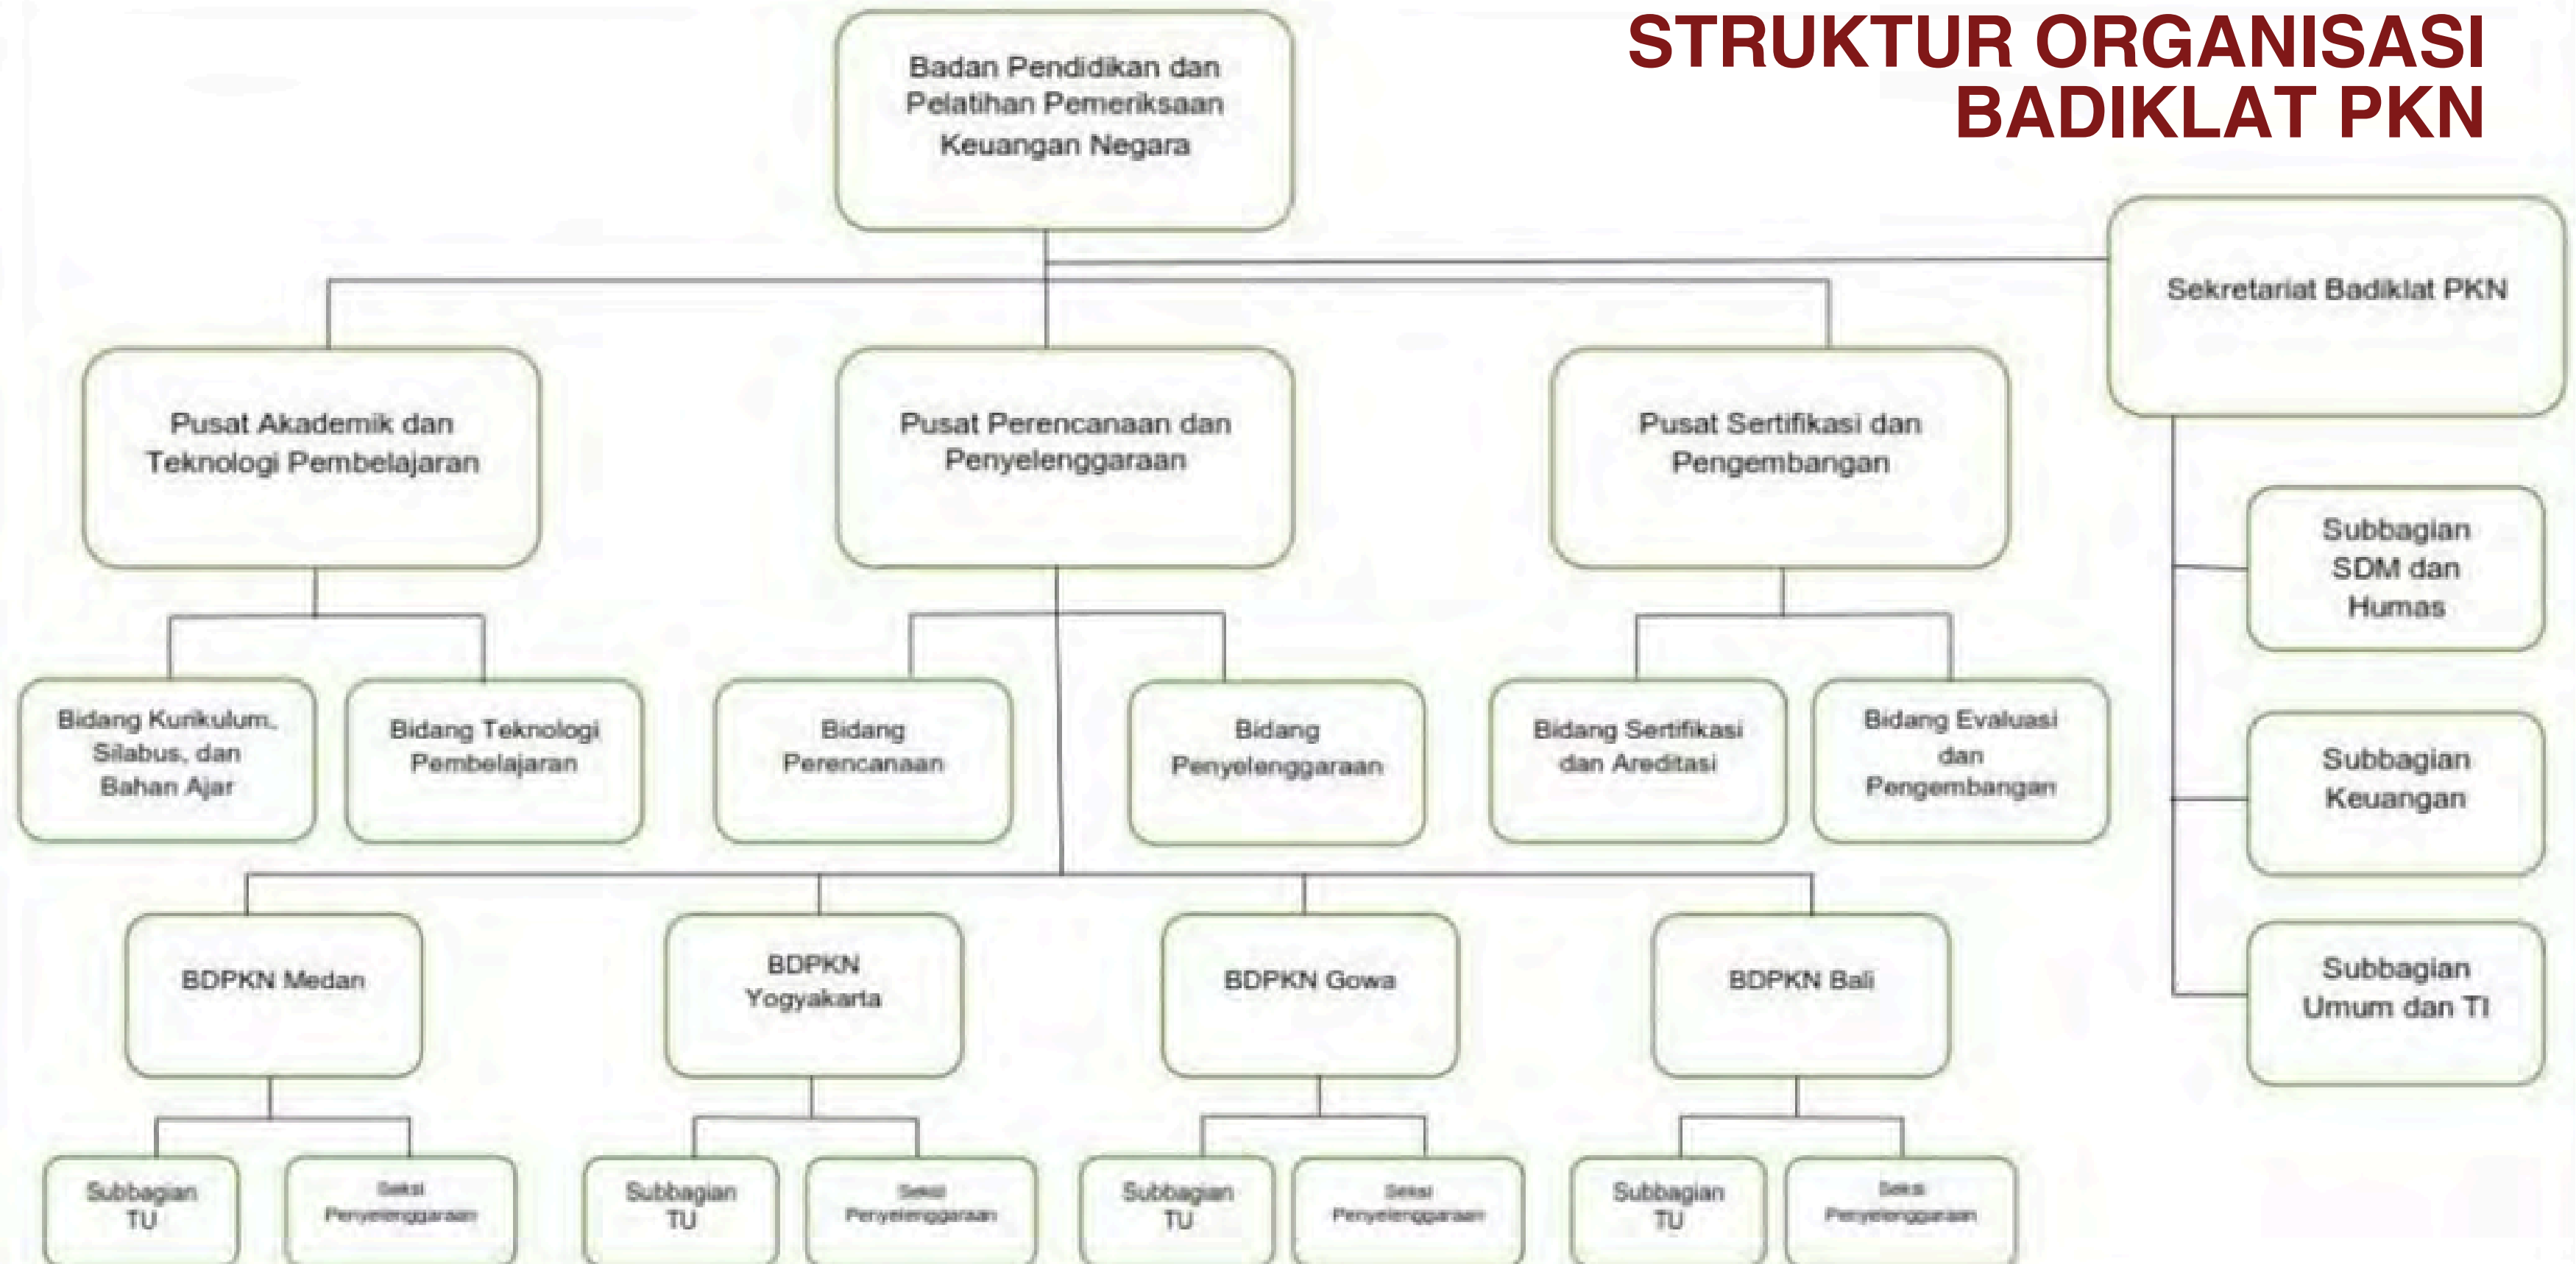 STRUKTUR ORGANISASI
BADIKLAT PKN
Badan Pendidikan dan
Pelatihan Pemeriksaan
Keuangan Negara
Sekretariat Badiklat PKN
Pusat Akademik dan
Teknologi Pembelajaran
Pusat Perencanaan dan
Penyelenggaraan
Pusat Sertifikasi dan
Pengembangan
Subbagian
SDM dan
Humas
Bidang Kurikulum,
Silabus, dan
Bahan Ajar
Bidang Teknologi
Pembelajaran
Bidang
Perencanaan
Bidang
Penyelenggaraan
Bidang Sertifikasi
dan Areditasi
Bidang Evaluasi
dan
Pengembangan
Subbagian
Keuangan
BDPKN Medan
BDPKN
Yogyakarta
BDPKN Gowa
BDPKN Bali
Subbagian
Umum dan TI
Subbagian
TU
Seksi
Penyelenggaraan
Subbagian
TU
Seksi
Penyelenggaraan
Subbagian
TU
Seksi
Penyelenggaraan
Subbagian
TU
Seksi
Penyelenggaraan